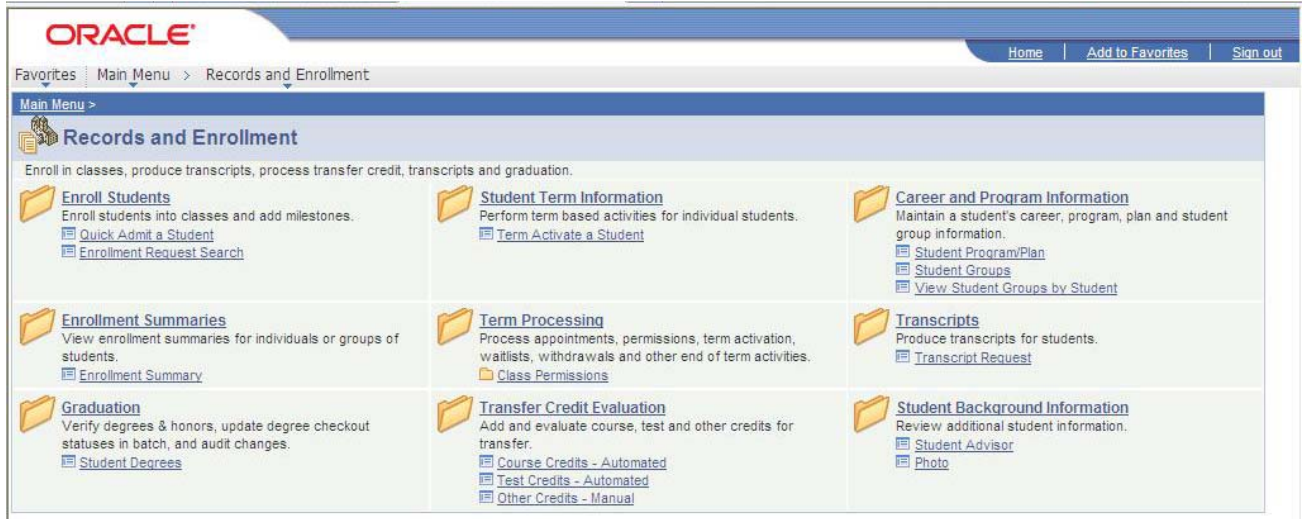 ORACLE®
Home | Add to Favorites | Sign out
Favorites | Main Menu > Records and Enrollment
Main Menu >
Records and Enrollment
Enroll in classes, produce transcripts, process transfer credit, transcripts and graduation.
Enroll Students
Enroll students into classes and add milestones.
Quick Admit a Student
Enrollment Request Search
Student Term Information
Perform term based activities for individual students.
Term Activate a Student
Career and Program Information
Maintain a student's career, program, plan and student
group information.
Student Program/Plan
Student Groups
View Student Groups by Student
Enrollment Summaries
View enrollment summaries for individuals or groups of
students.
Enrollment Summary
Term Processing
Process appointments, permissions, term activation,
waitlists, withdrawals and other end of term activities.
Class Permissions
Transcripts
Produce transcripts for students.
Transcript Request
Graduation
Verify degrees & honors, update degree checkout
statuses in batch, and audit changes.
Student Degrees
Transfer Credit Evaluation
Add and evaluate course, test and other credits for
transfer.
Course Credits - Automated
Test Credits - Automated
Other Credits - Manual
Student Background Information
Review additional student information.
Student Advisor
Photo